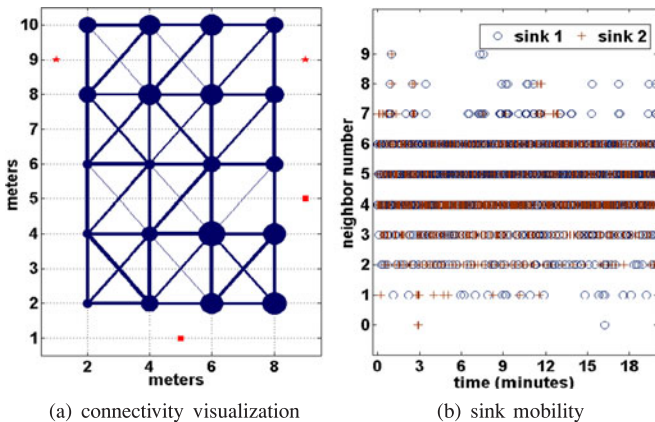 10
9
8
7
6
5
4
3
2
1
meters
2 4 6 8
meters
(a) connectivity visualization
sink 1 sink 2
9
8
7
6
5
4
3
2
1
0
neighbor number
0 3 6 9 12 15 18
time (minutes)
(b) sink mobility